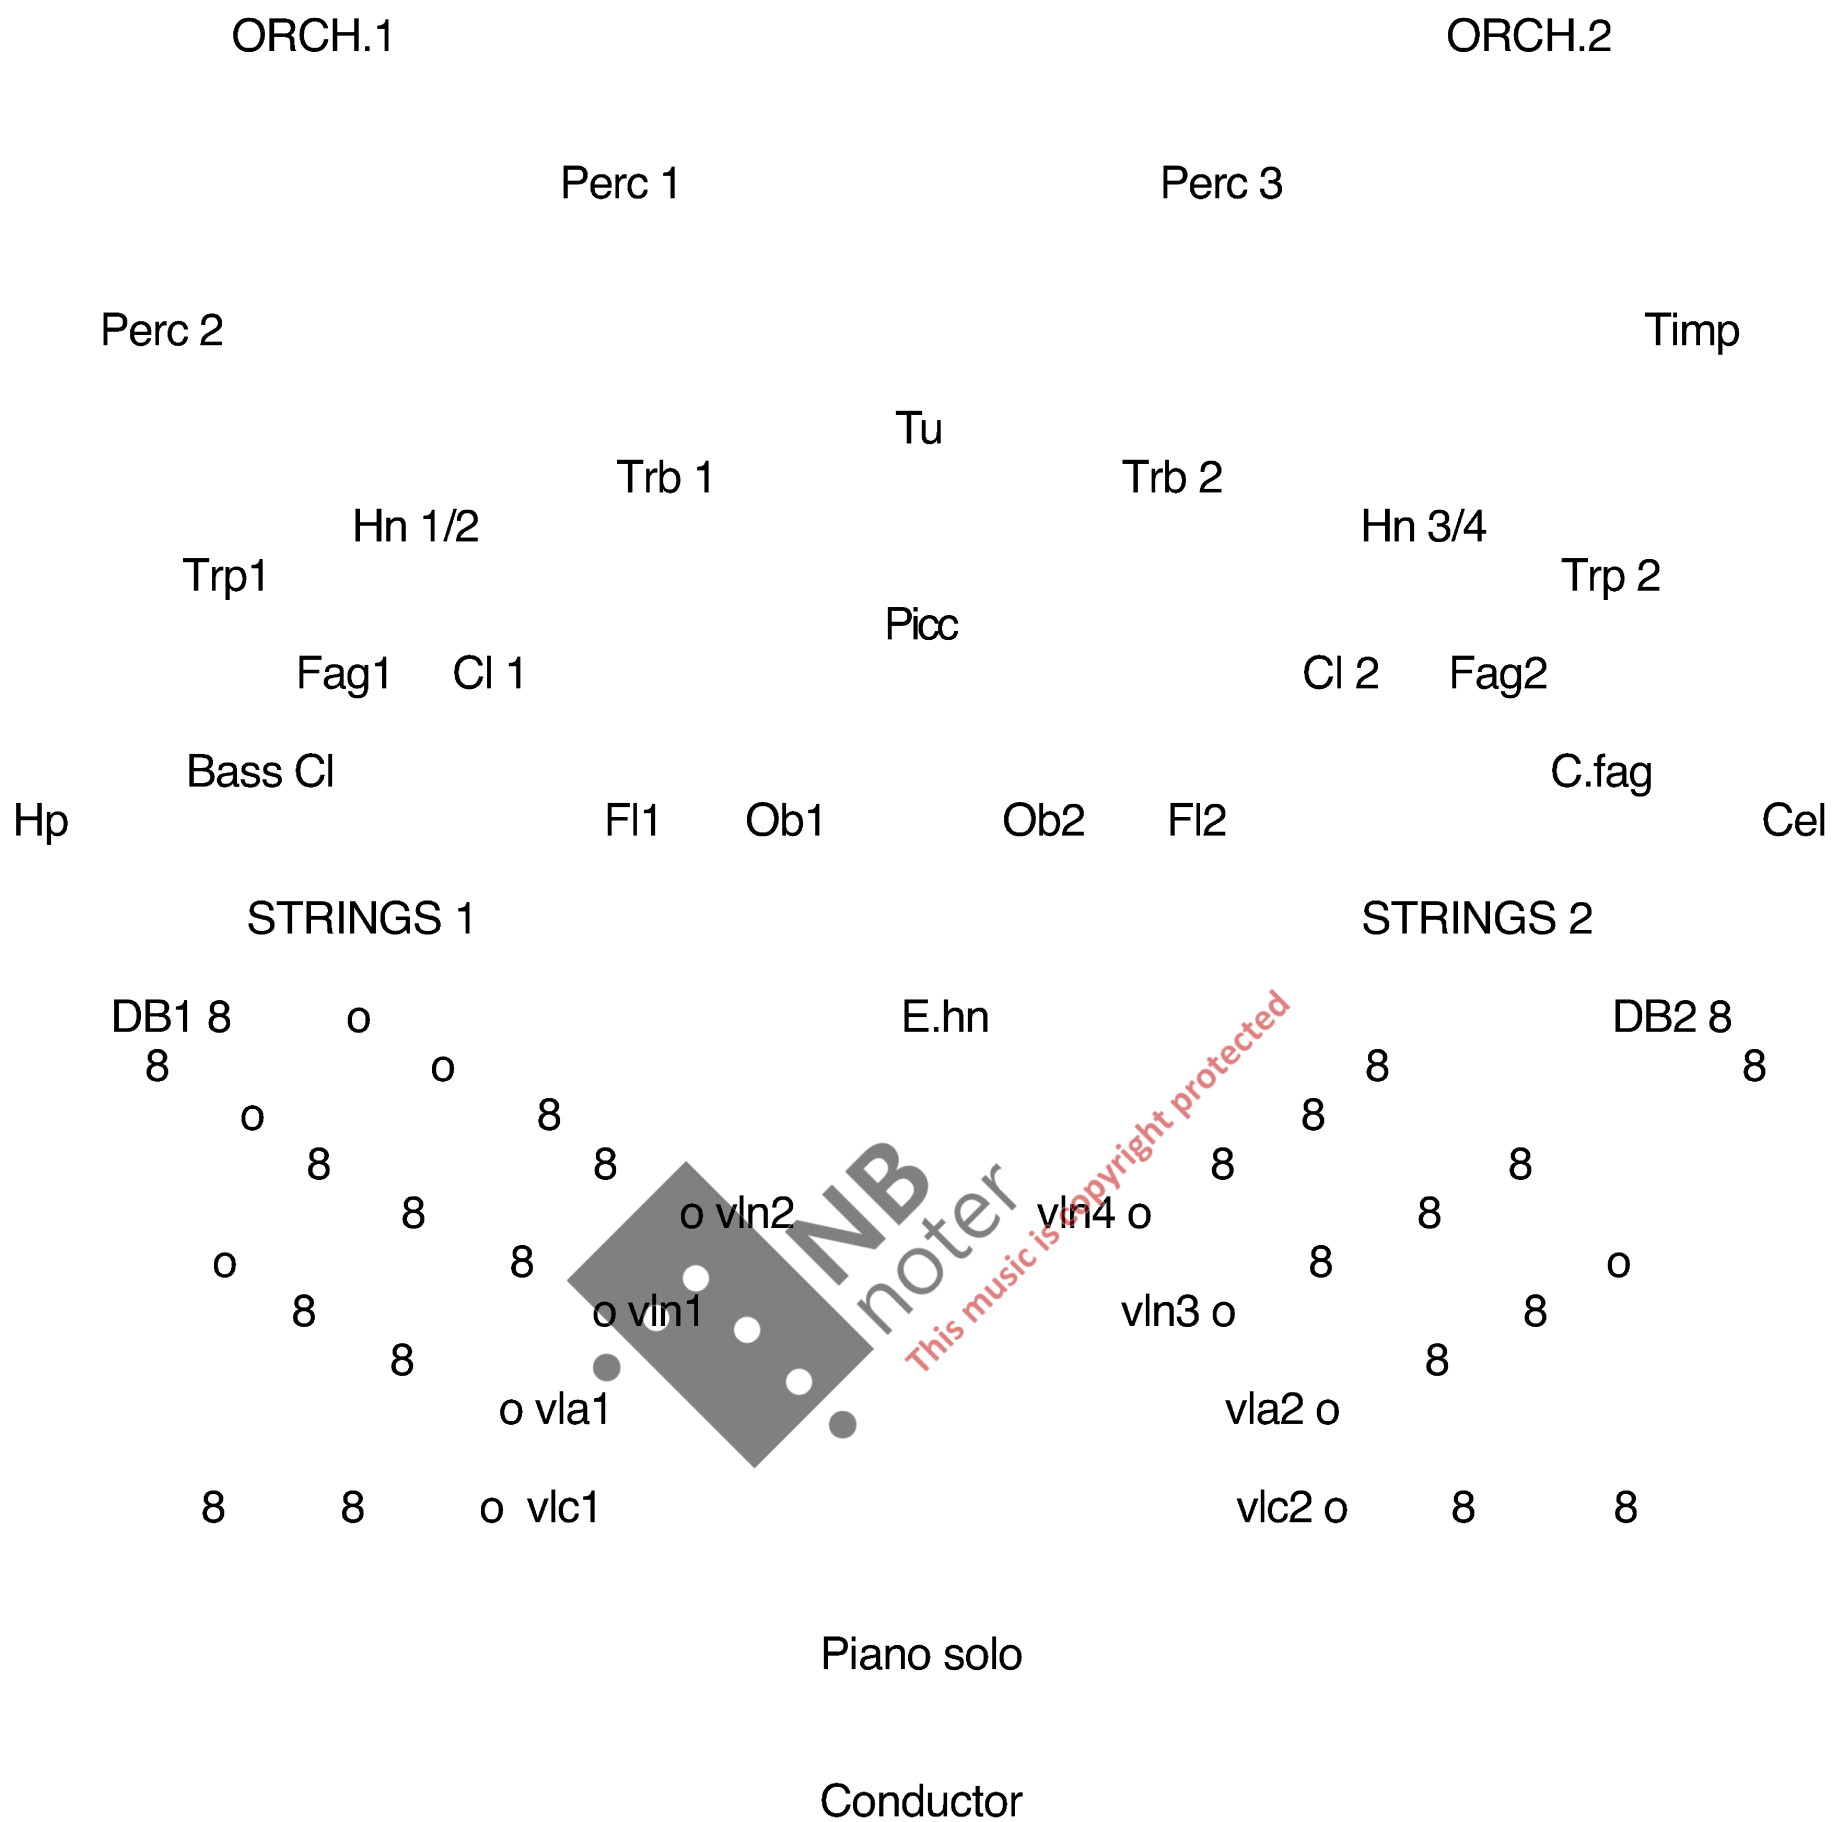 ORCH.1 ORCH.2
Perc 1 Perc 3
Perc 2 Timp
Tu
Trb 1 Trb 2
Hn 1/2 Hn 3/4
Trp1 Trp 2
Picc
Fag1 Cl 1 Cl 2 Fag2
Bass Cl C.fag
Hp Fl1 Ob1 Ob2 Fl2 Cel
STRINGS 1 STRINGS 2
DB1 8 o E.hn DB2 8
8 o 8 8
o 8 8
8 8 8 8
8 o vln2 vln4 o 8
o 8 8 o
8 o vln1 vln3 o 8
8 8
o vla1 vla2 o
8 8 o vlc1 vlc2 o 8 8
Piano solo
Conductor
NB
noter
This music is copyright protected